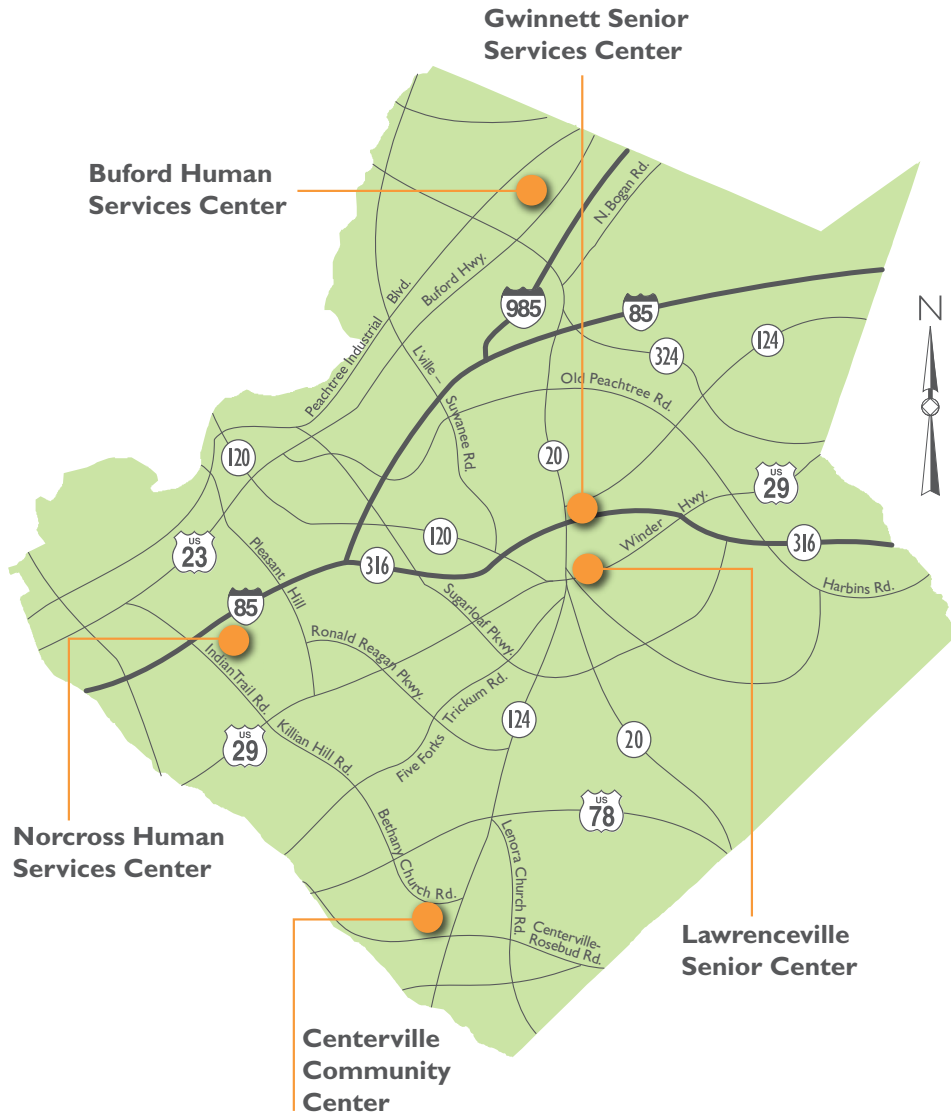 Gwinnett Senior
Services Center
Buford Human
Services Center
N. Bogan Rd.
Buford Hwy.
Peachtree Industrial Blvd.
985
85
N
124
324
L'ville – Suwanee Rd.
Old Peachtree Rd.
120
20
US
29
Winder Hwy.
US
23
Pleasant Hill
120
316
316
Harbins Rd.
85
Sugarloaf Pkwy.
Ronald Reagan Pkwy.
Indian Trail Rd.
Five Forks Trickum Rd.
124
20
US
29
Killian Hill Rd.
US
78
Norcross Human
Services Center
Bethany Church Rd.
Lenora Church Rd.
Centerville-
Rosebud Rd.
Lawrenceville
Senior Center
Centerville
Community
Center